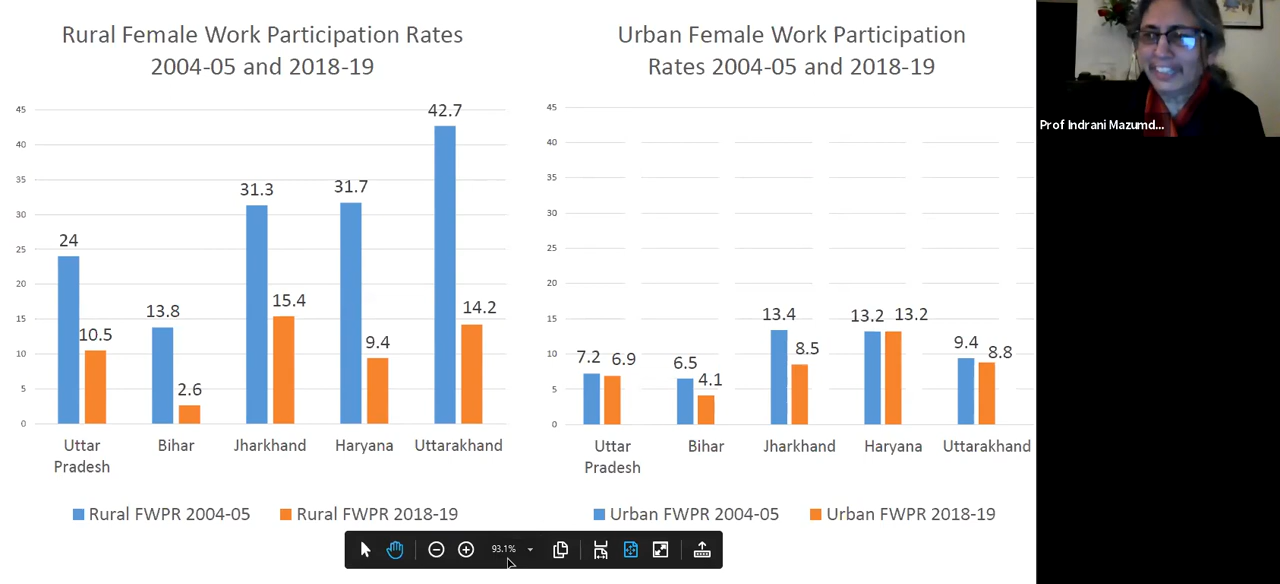 Rural Female Work Participation Rates
2004-05 and 2018-19
45
40
35
30
25
20
15
10
5
0
24
10.5
13.8
2.6
31.3
15.4
31.7
9.4
42.7
14.2
Uttar
Pradesh
Bihar
Jharkhand
Haryana
Uttarakhand
Rural FWPR 2004-05
Rural FWPR 2018-19
Urban Female Work Participation
Rates 2004-05 and 2018-19
45
40
35
30
25
20
15
10
5
0
7.2
6.9
6.5
4.1
13.4
8.5
13.2
13.2
9.4
8.8
Uttar
Pradesh
Bihar
Jharkhand
Haryana
Uttarakhand
Urban FWPR 2004-05
Urban FWPR 2018-19
Prof Indrani Mazumd...
93.1%